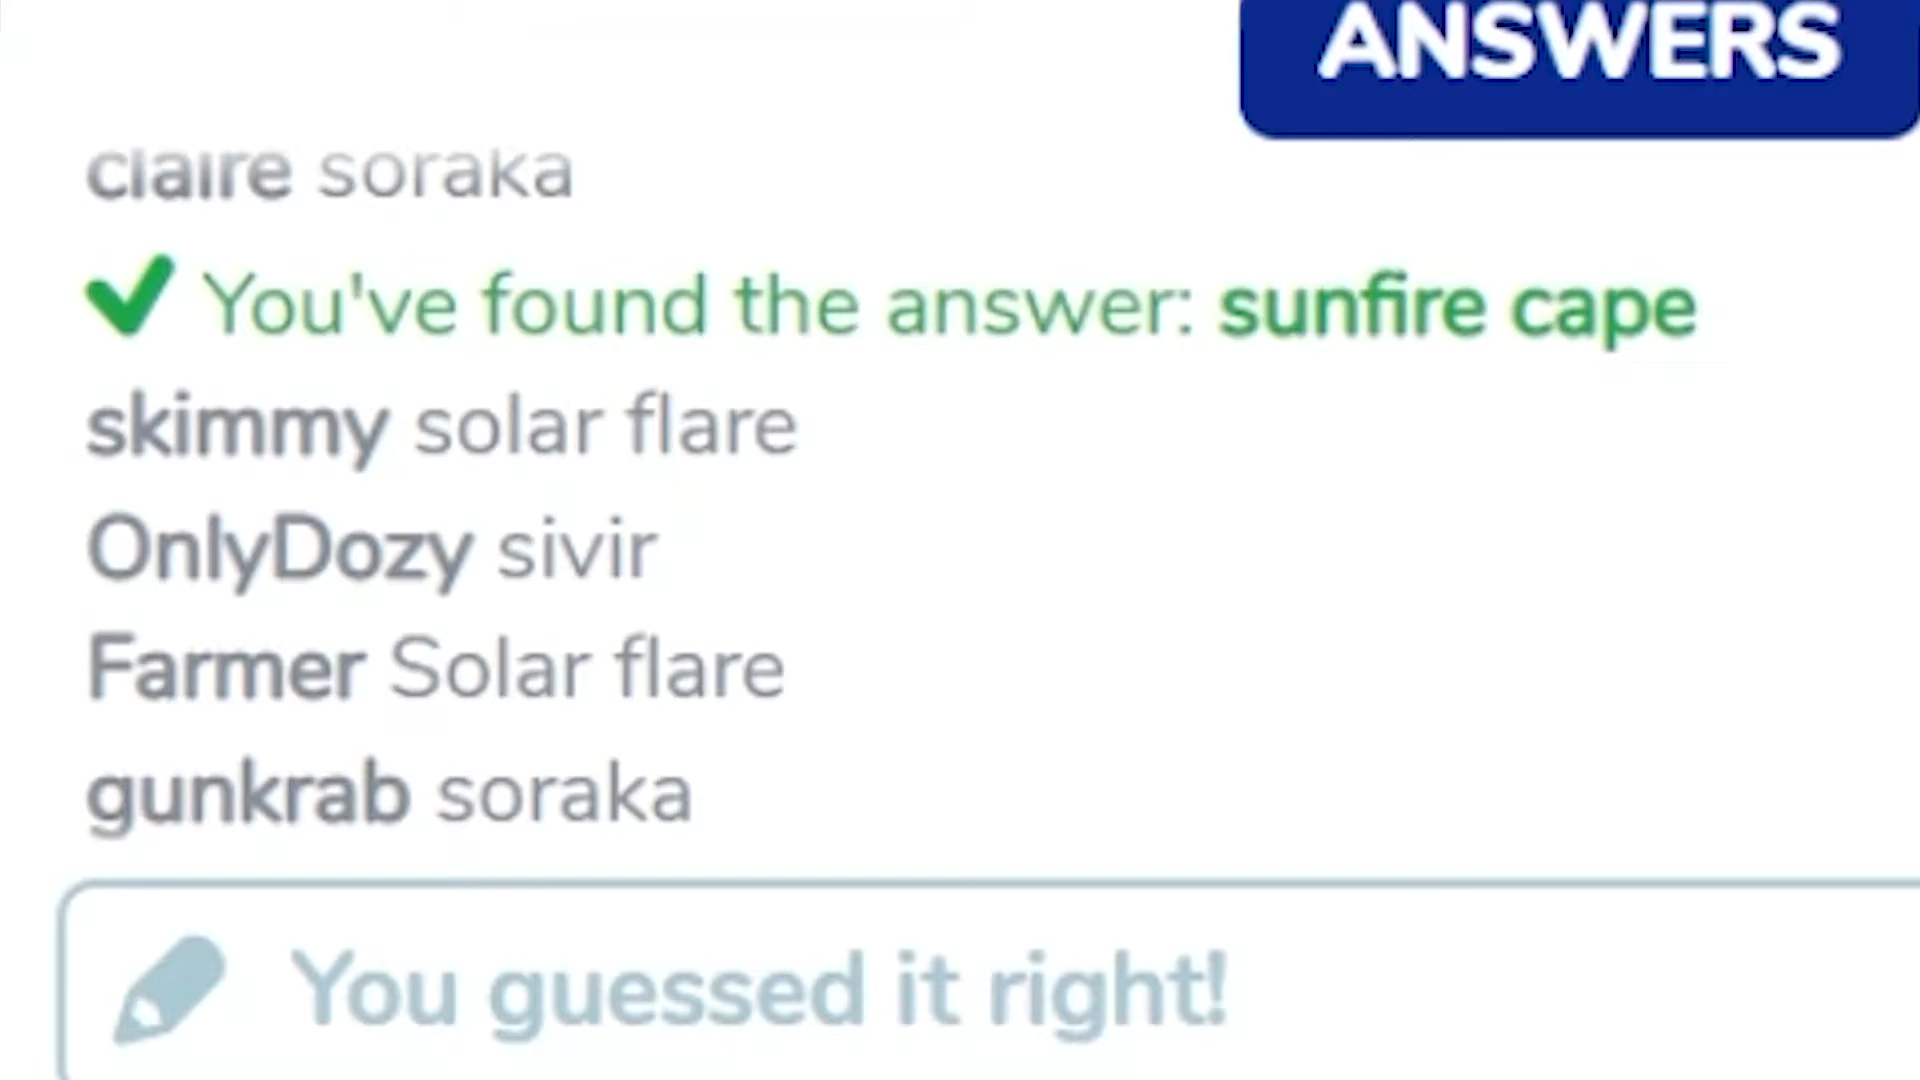 ANSWERS
claire soraka
You've found the answer: sunfire cape
skimmy solar flare
OnlyDozy sivir
Farmer Solar flare
gunkrab soraka
You guessed it right!